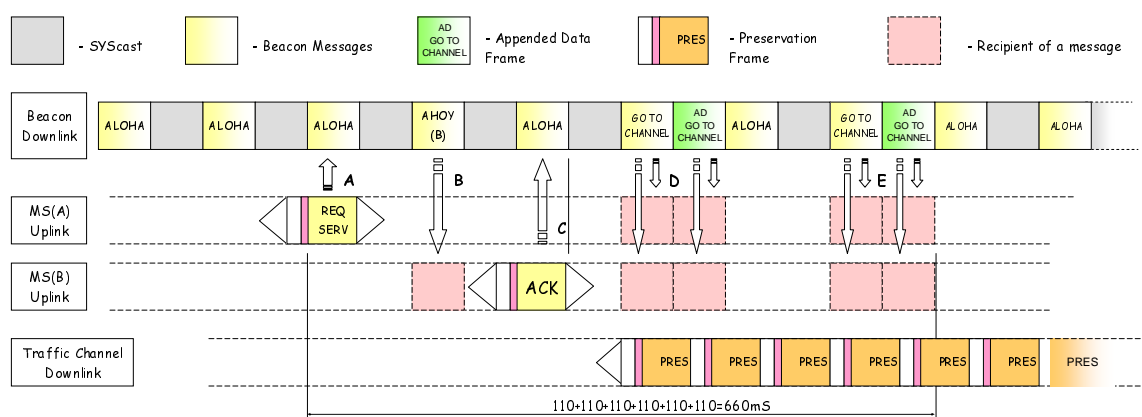 - SYScast
- Beacon Messages
AD
GO TO
CHANNEL
- Appended Data
Frame
PRES
- Preservation
Frame
- Recipient of a message
Beacon
Downlink
ALOHA
ALOHA
ALOHA
AHOY
(B)
ALOHA
GO TO
CHANNEL
AD
GO TO
CHANNEL
ALOHA
GO TO
CHANNEL
AD
GO TO
CHANNEL
ALOHA
ALOHA
A
B
C
D
E
MS(A)
Uplink
REQ
SERV
MS(B)
Uplink
ACK
Traffic Channel
Downlink
PRES
PRES
PRES
PRES
PRES
PRES
PRES
110+110+110+110+110+110=660mS